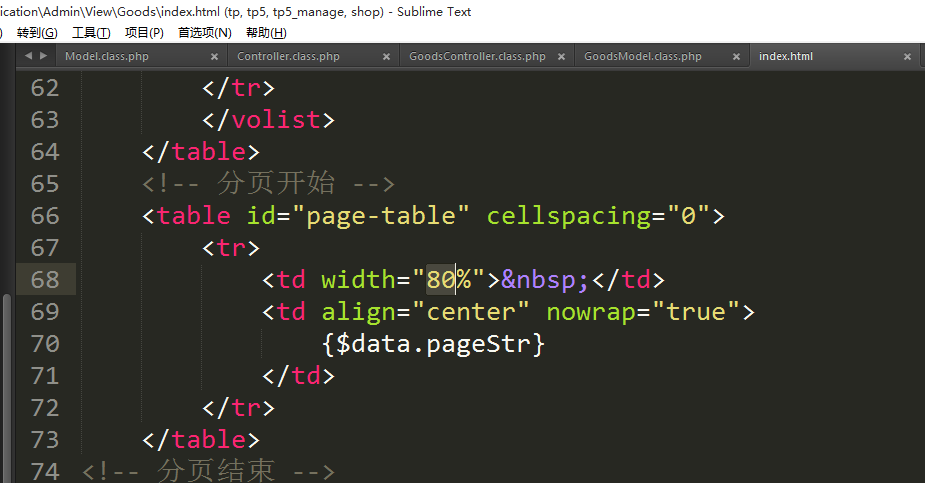 ication\Admin\View\Goods\index.html (tp, tp5, tp5_manage, shop) - Sublime Text
) 转到(G) 工具(T) 项目(P) 首选项(N) 帮助(H)
Model.class.php × Controller.class.php × GoodsController.class.php × GoodsModel.class.php × index.html ×
62 </tr>
63 </volist>
64 </table>
65 <!-- 分页开始 -->
66 <table id="page-table" cellspacing="0">
67 <tr>
68 <td width="80%">&nbsp;</td>
69 <td align="center" nowrap="true">
70 {$data.pageStr}
71 </td>
72 </tr>
73 </table>
74 <!-- 分页结束 -->